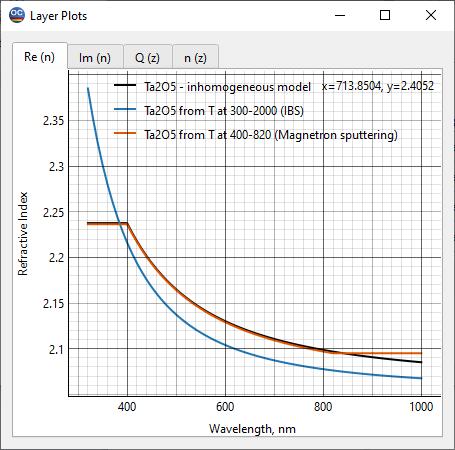 OC Layer Plots
Re (n) Im (n) Q (z) n (z)
Ta2O5 - inhomogeneous model x=713.8504, y=2.4052
Ta2O5 from T at 300-2000 (IBS)
Ta2O5 from T at 400-820 (Magnetron sputtering)
2.35
2.3
2.25
2.2
2.15
2.1
Refractive Index
400 600 800 1000
Wavelength, nm